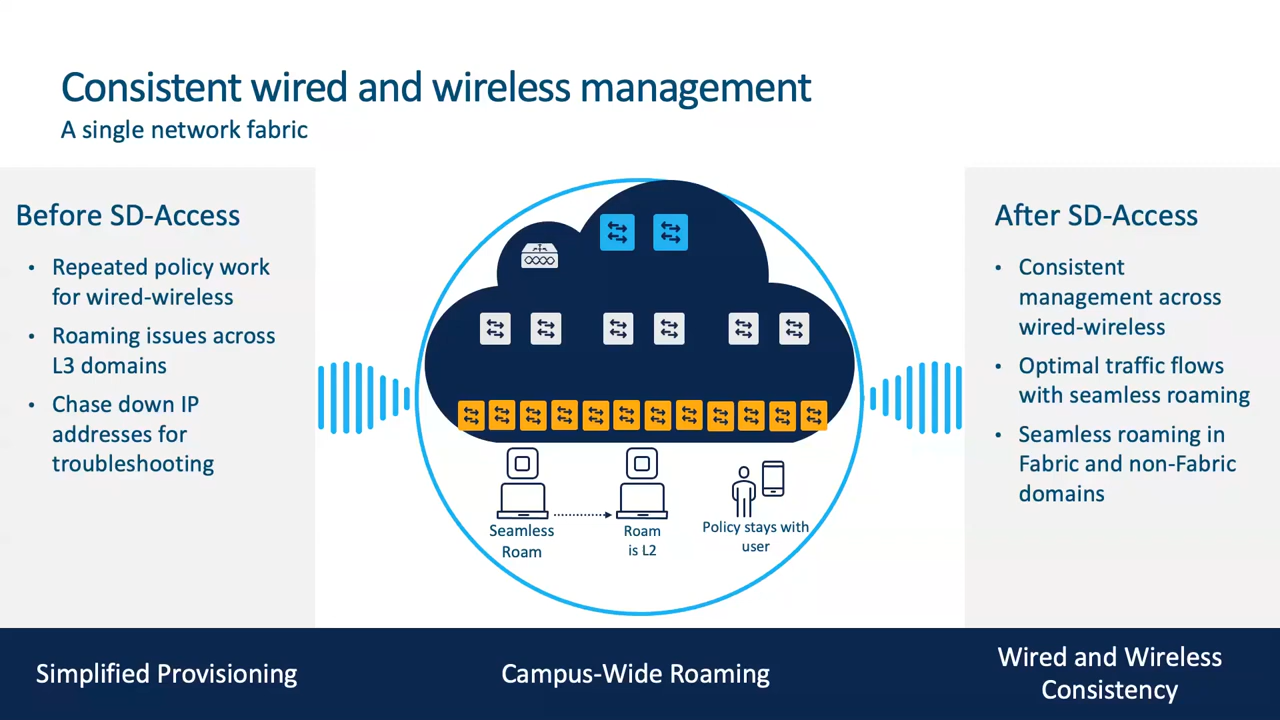 Consistent wired and wireless management
A single network fabric
Before SD-Access
• Repeated policy work
for wired-wireless
• Roaming issues across
L3 domains
• Chase down IP
addresses for
troubleshooting
Seamless
Roam
Roam
is L2
Policy stays with
user
After SD-Access
• Consistent
management across
wired-wireless
• Optimal traffic flows
with seamless roaming
• Seamless roaming in
Fabric and non-Fabric
domains
Simplified Provisioning
Campus-Wide Roaming
Wired and Wireless
Consistency